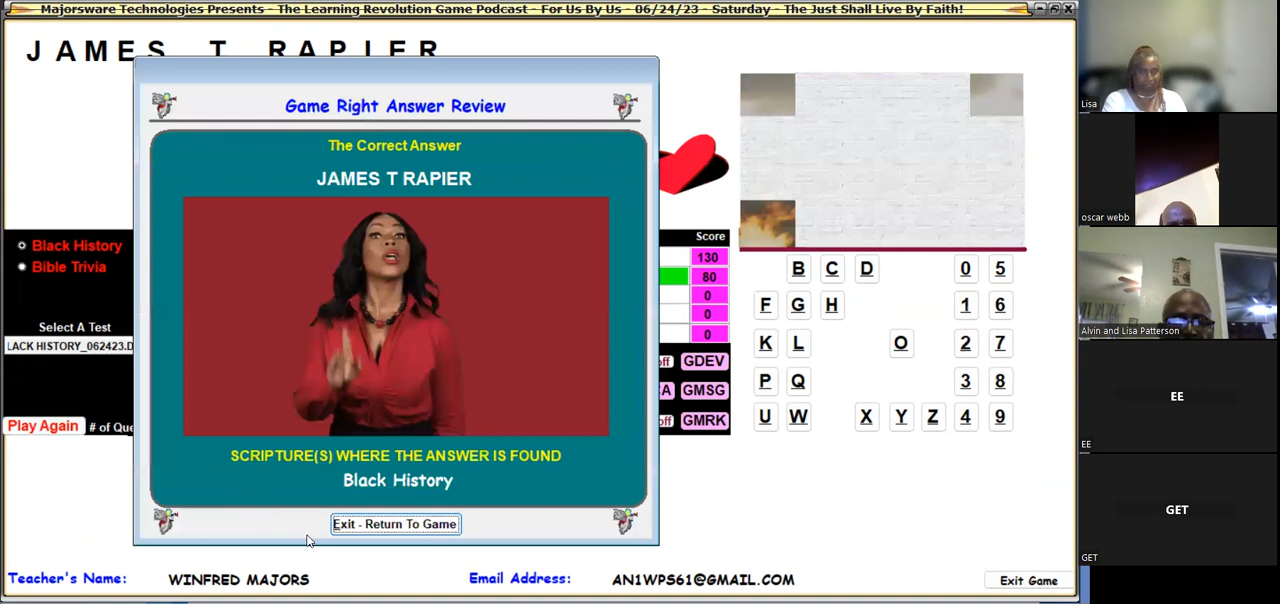 Majorsware Technologies Presents - The Learning Revolution Game Podcast - For Us By Us - 06/24/23 - Saturday - The Just Shall Live By Faith!
JAMES T RAPIER
Game Right Answer Review
The Correct Answer
JAMES T RAPIER
SCRIPTURE(S) WHERE THE ANSWER IS FOUND
Black History
Exit - Return To Game
Black History
Bible Trivia
Select A Test
LACK HISTORY_062423.D
Play Again # of Que
Score
130
80
0
0
0
off GDEV
A GMSG
off GMRK
B C D 0 5
F G H 1 6
K L O 2 7
P Q 3 8
U W X Y Z 4 9
Teacher's Name: WINFRED MAJORS Email Address: AN1WPS61@GMAIL.COM Exit Game
Lisa
oscar webb
Alvin and Lisa Patterson
EE
EE
GET
GET